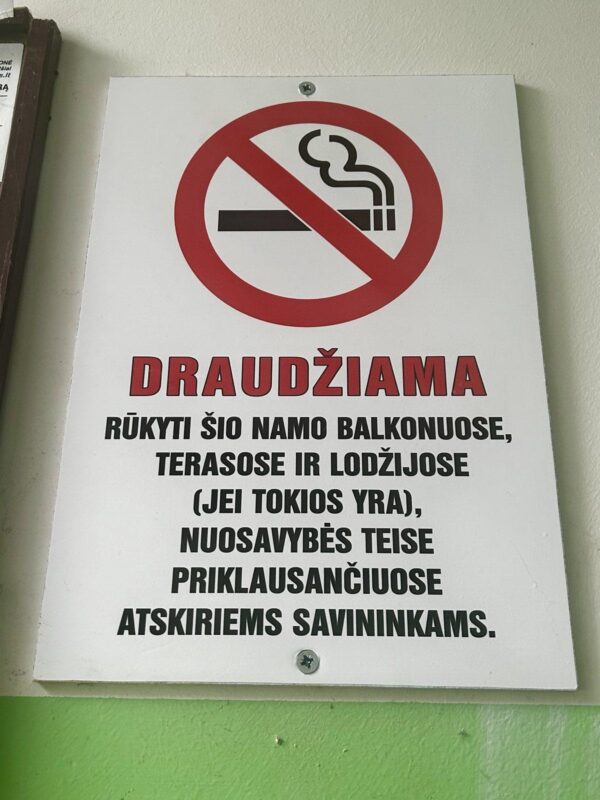 DRAUDŽIAMA
RŪKYTI ŠIO NAMO BALKONUOSE,
TERASOSE IR LODŽIJOSE
(JEI TOKIOS YRA),
NUOSAVYBĖS TEISE
PRIKLAUSANČIUOSE
ATSKIRIEMS SAVININKAMS.